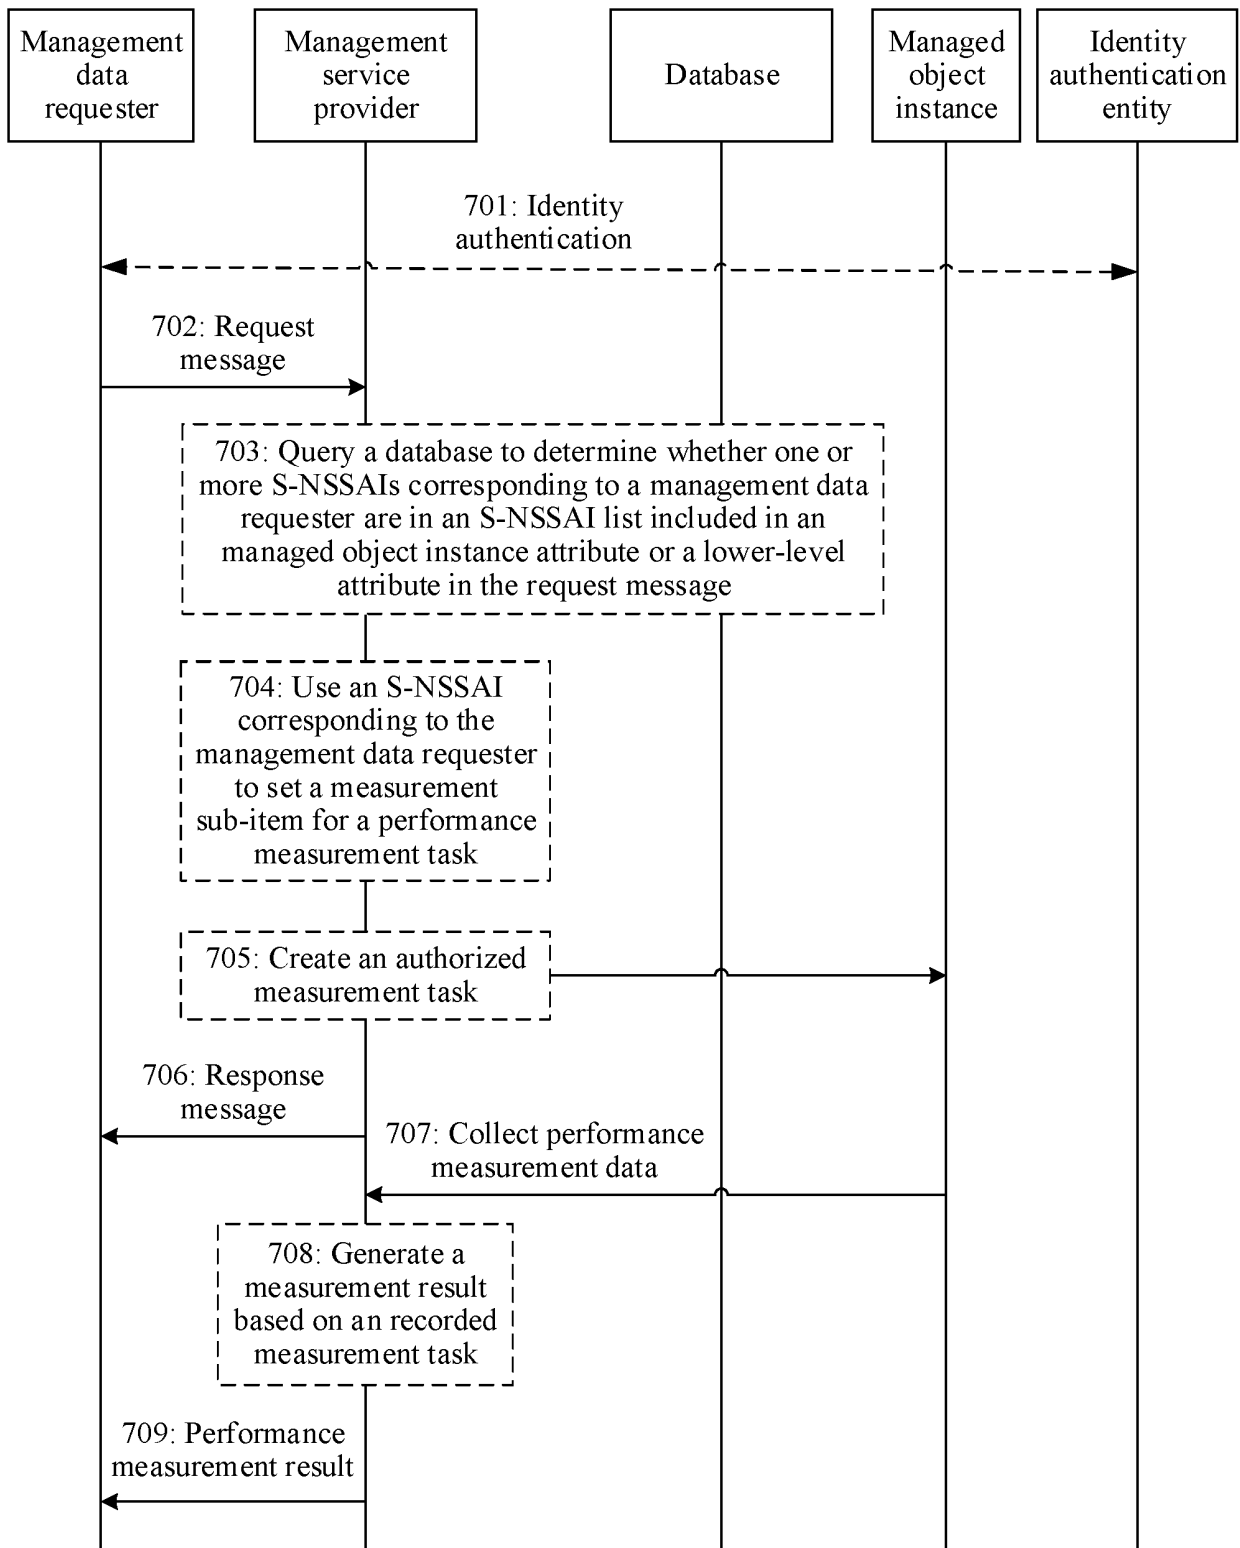 Management
data
requester
Management
service
provider
Database
Managed
object
instance
Identity
authentication
entity
701: Identity
authentication
702: Request
message
703: Query a database to determine whether one or
more S-NSSAIs corresponding to a management data
requester are in an S-NSSAI list included in an
managed object instance attribute or a lower-level
attribute in the request message
704: Use an S-NSSAI
corresponding to the
management data requester
to set a measurement
sub-item for a performance
measurement task
705: Create an authorized
measurement task
706: Response
message
707: Collect performance
measurement data
708: Generate a
measurement result
based on an recorded
measurement task
709: Performance
measurement result